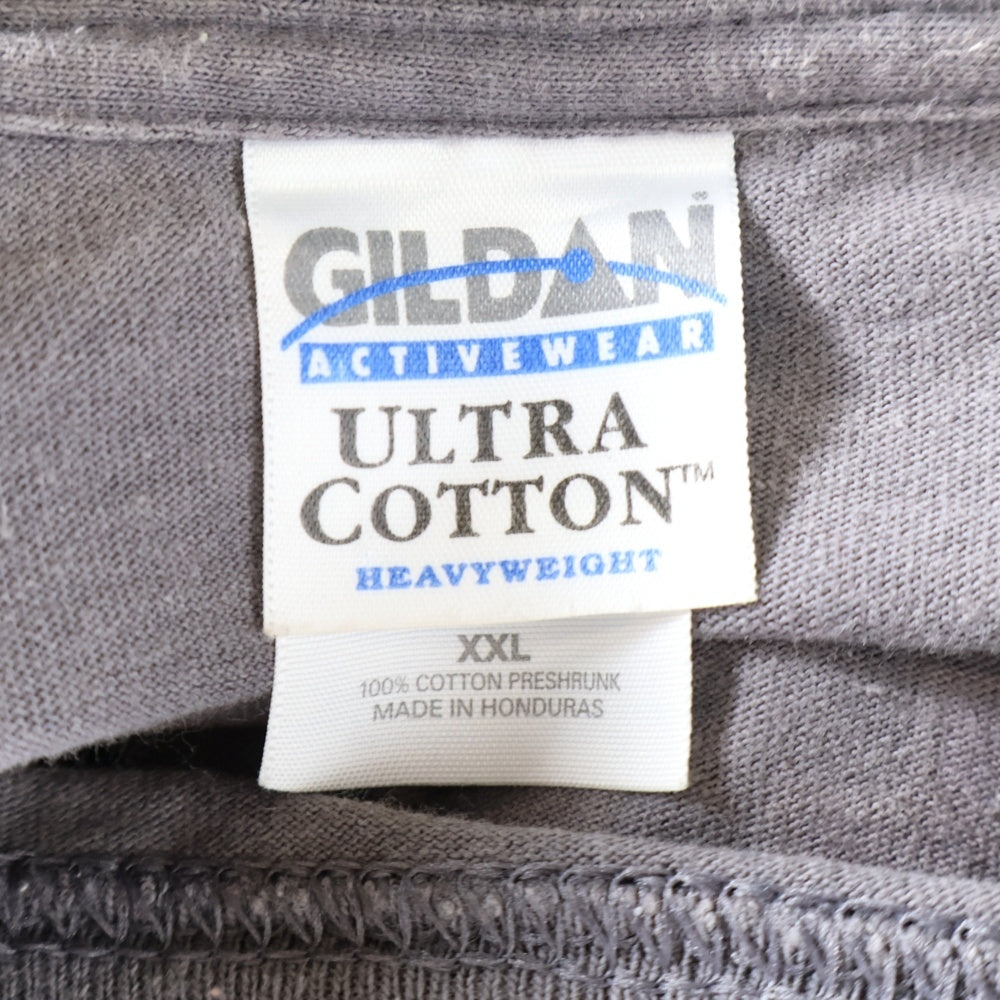 GILDAN®
ACTIVEWEAR
ULTRA
COTTON™
HEAVYWEIGHT
XXL
100% COTTON PRESHRUNK
MADE IN HONDURAS